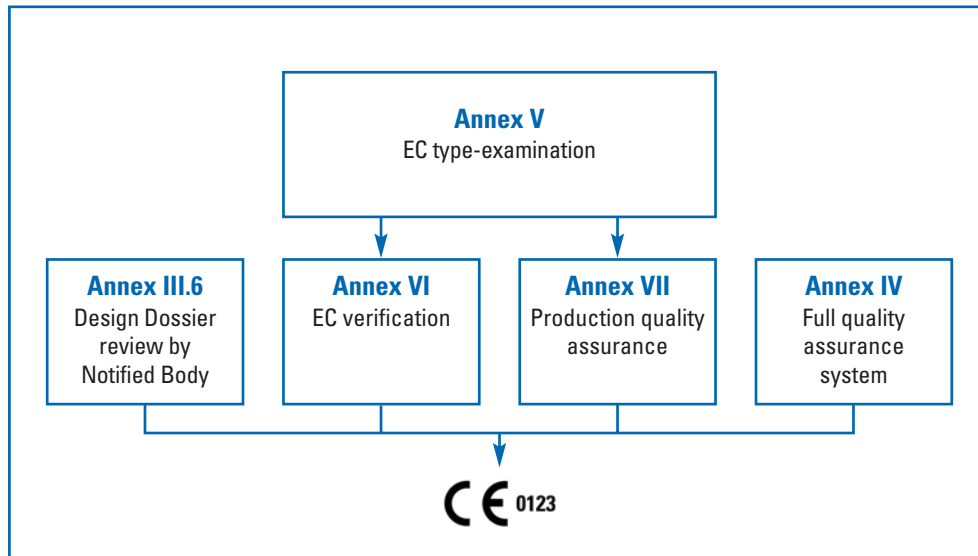 Annex V
EC type-examination
Annex III.6
Design Dossier
review by
Notified Body
Annex VI
EC verification
Annex VII
Production quality
assurance
Annex IV
Full quality
assurance
system
CE 0123